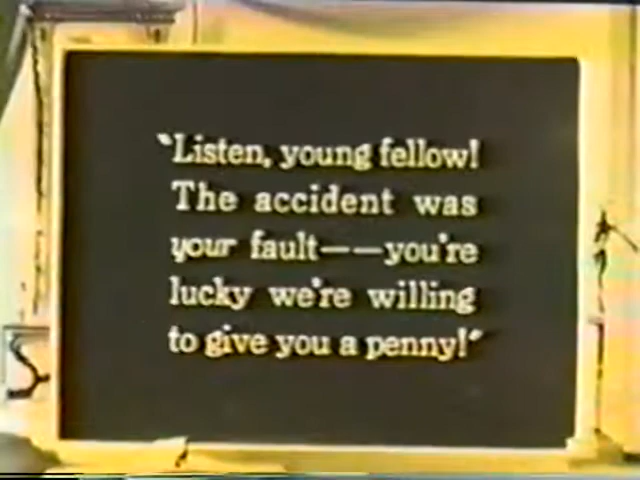 "Listen, young fellow!
The accident was
your fault——you're
lucky we're willing
to give you a penny!"